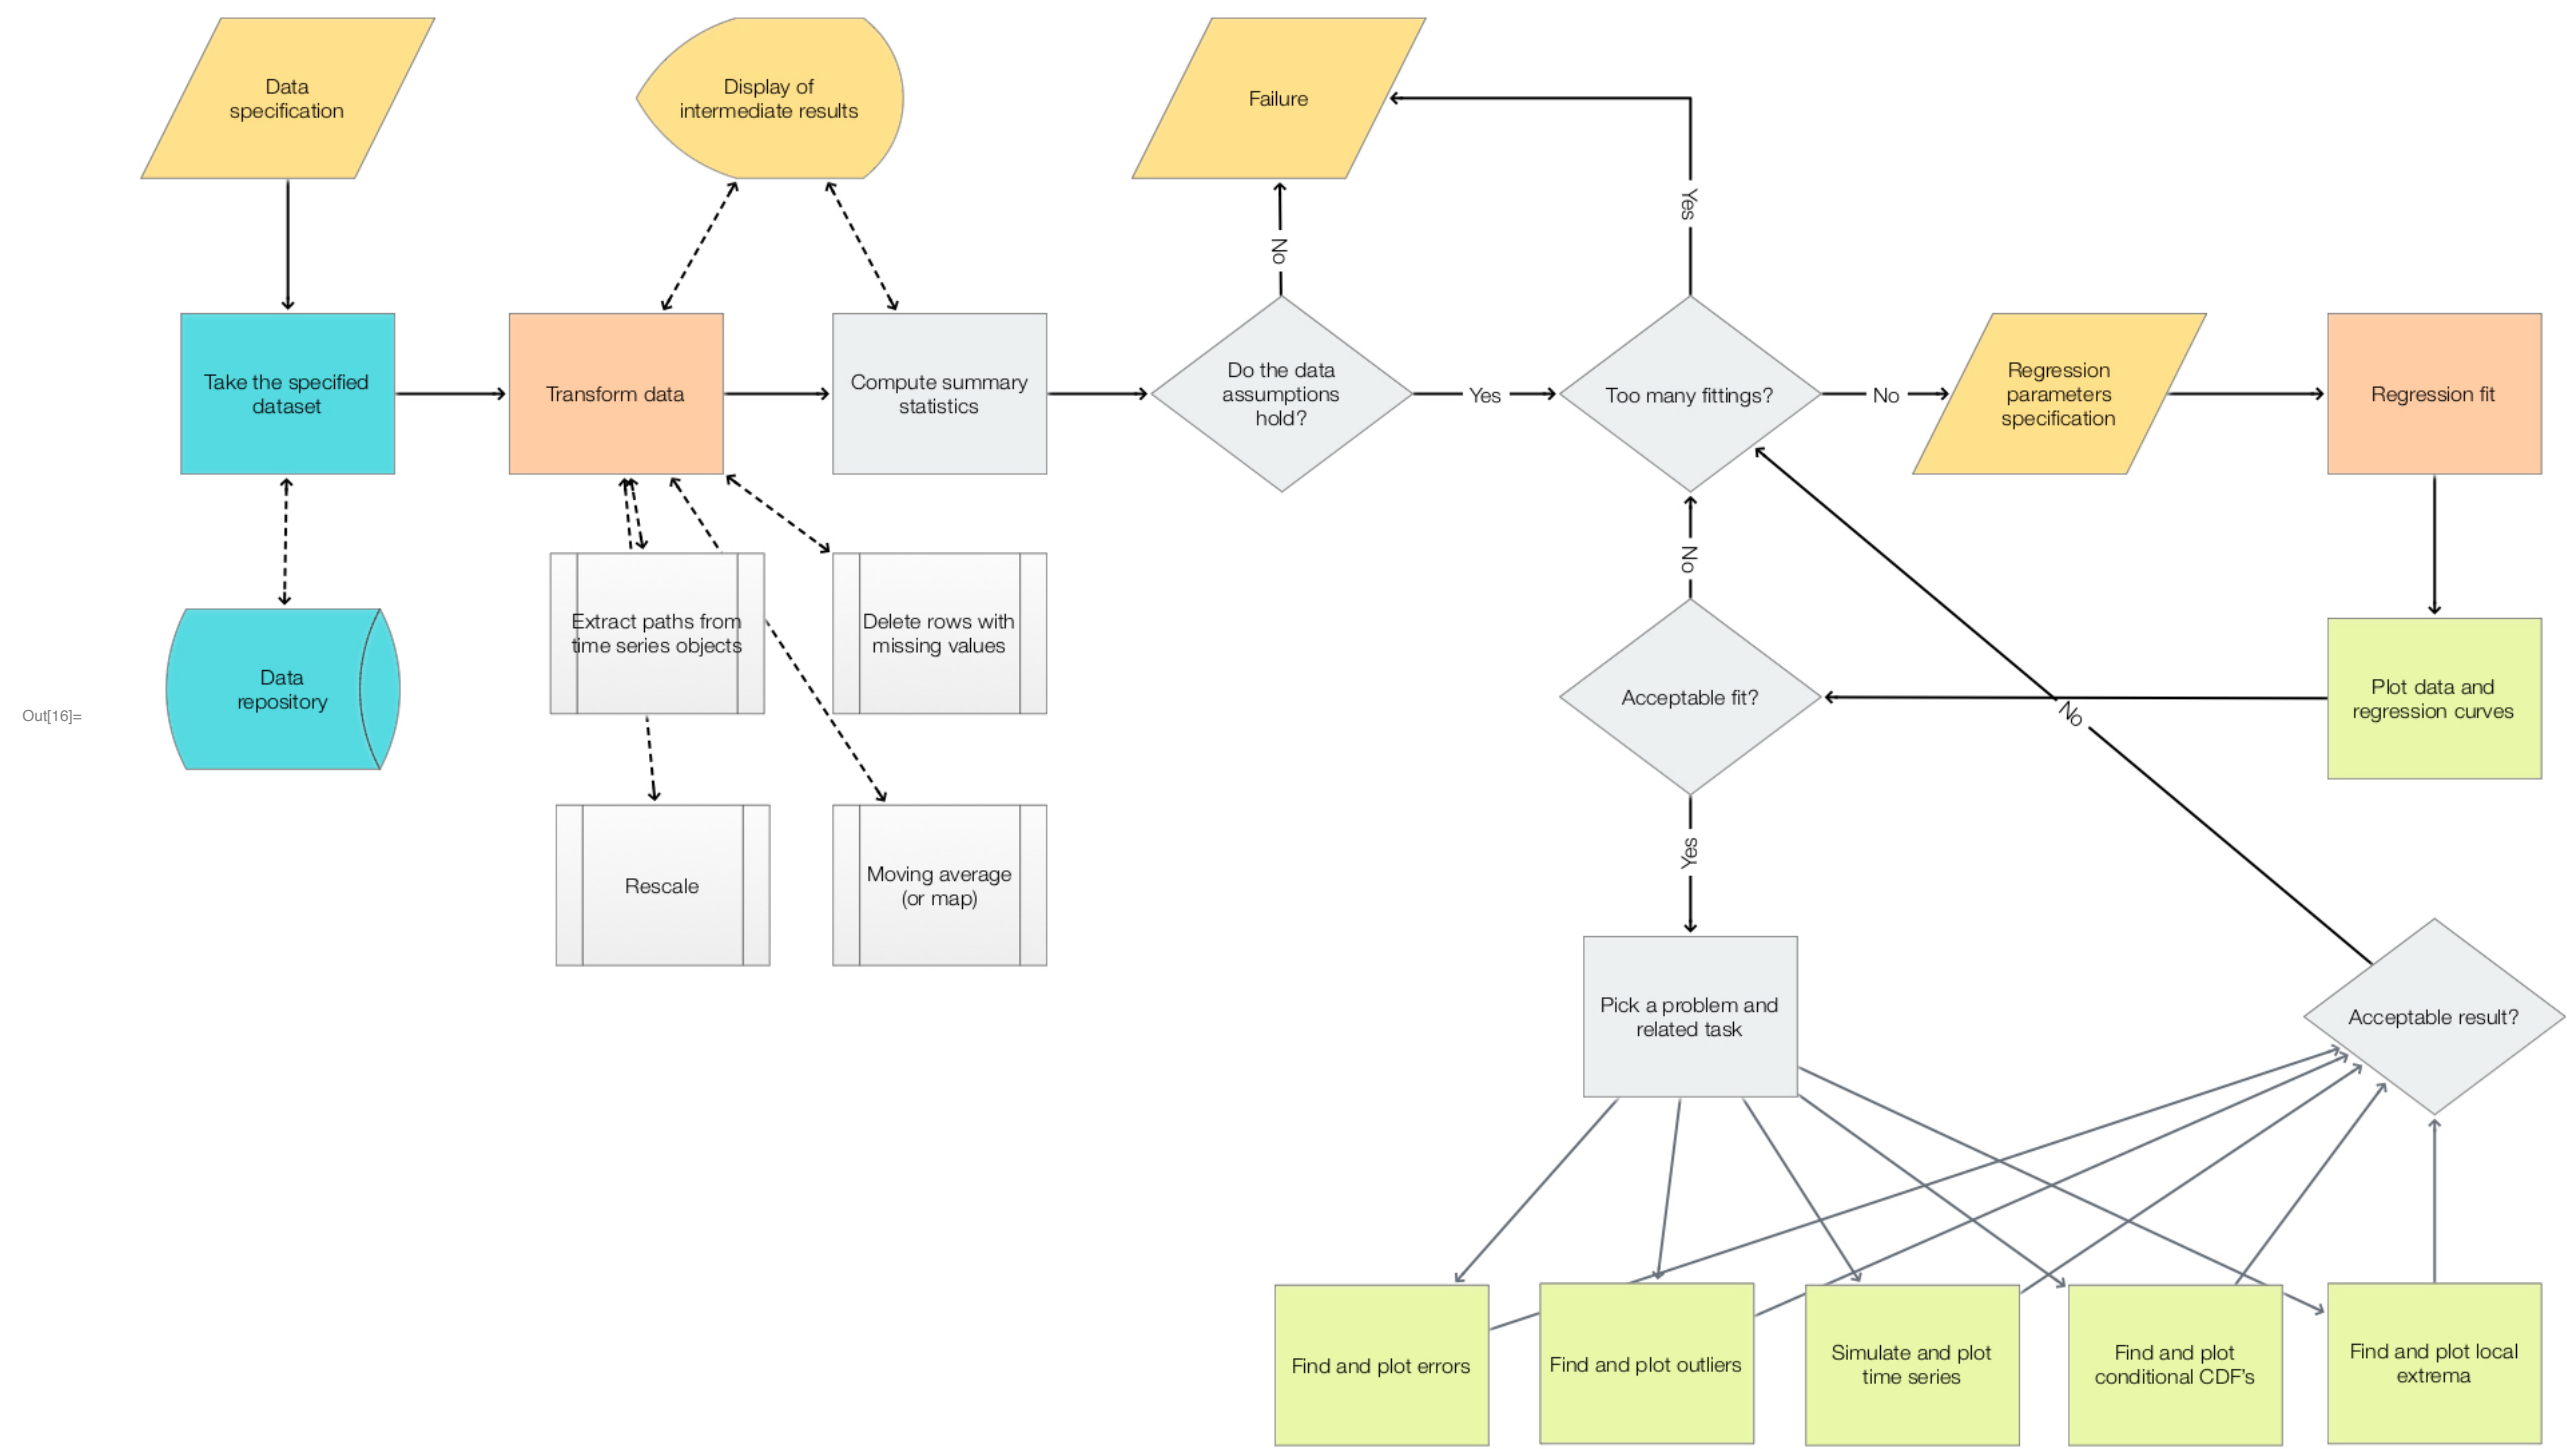 Data
specification
Display of
intermediate results
Failure
Yes
No
Take the specified
dataset
Transform data
Compute summary
statistics
Do the data
assumptions
hold?
Yes
Too many fittings?
No
Regression
parameters
specification
Regression fit
No
Extract paths from
time series objects
Delete rows with
missing values
Data
repository
Acceptable fit?
No
Plot data and
regression curves
Out[16]=
Yes
Rescale
Moving average
(or map)
Pick a problem and
related task
Acceptable result?
Find and plot errors
Find and plot outliers
Simulate and plot
time series
Find and plot
conditional CDF's
Find and plot local
extrema